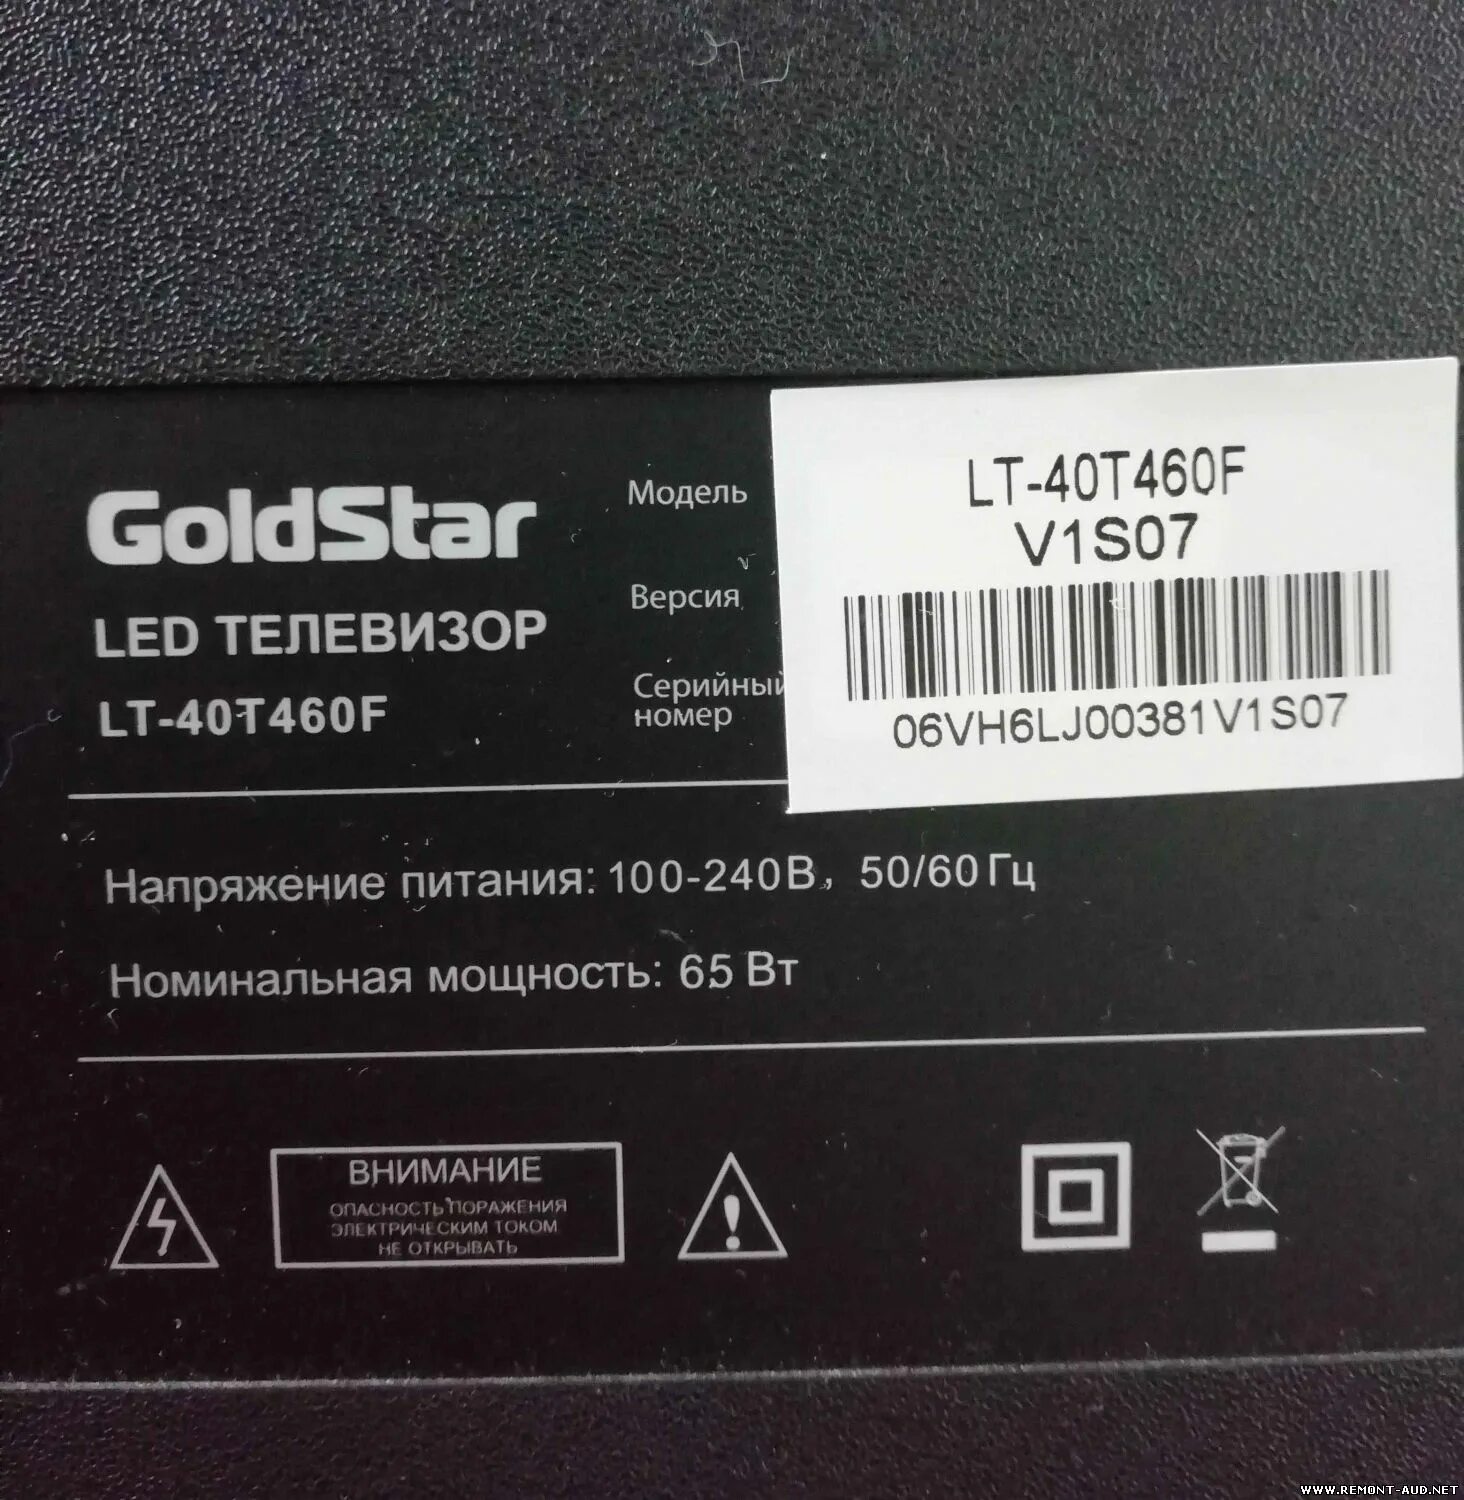 GoldStar
LED ТЕЛЕВИЗОР
LT-40T460F
Модель
Версия
Серийный
номер
LT-40T460F
V1S07
06VH6LJ00381V1S07
Напряжение питания: 100-240В, 50/60Гц
Номинальная мощность: 65 Вт
ВНИМАНИЕ
ОПАСНОСТЬ ПОРАЖЕНИЯ
ЭЛЕКТРИЧЕСКИМ ТОКОМ
НЕ ОТКРЫВАТЬ
WWW.REMONT-AUD.NET